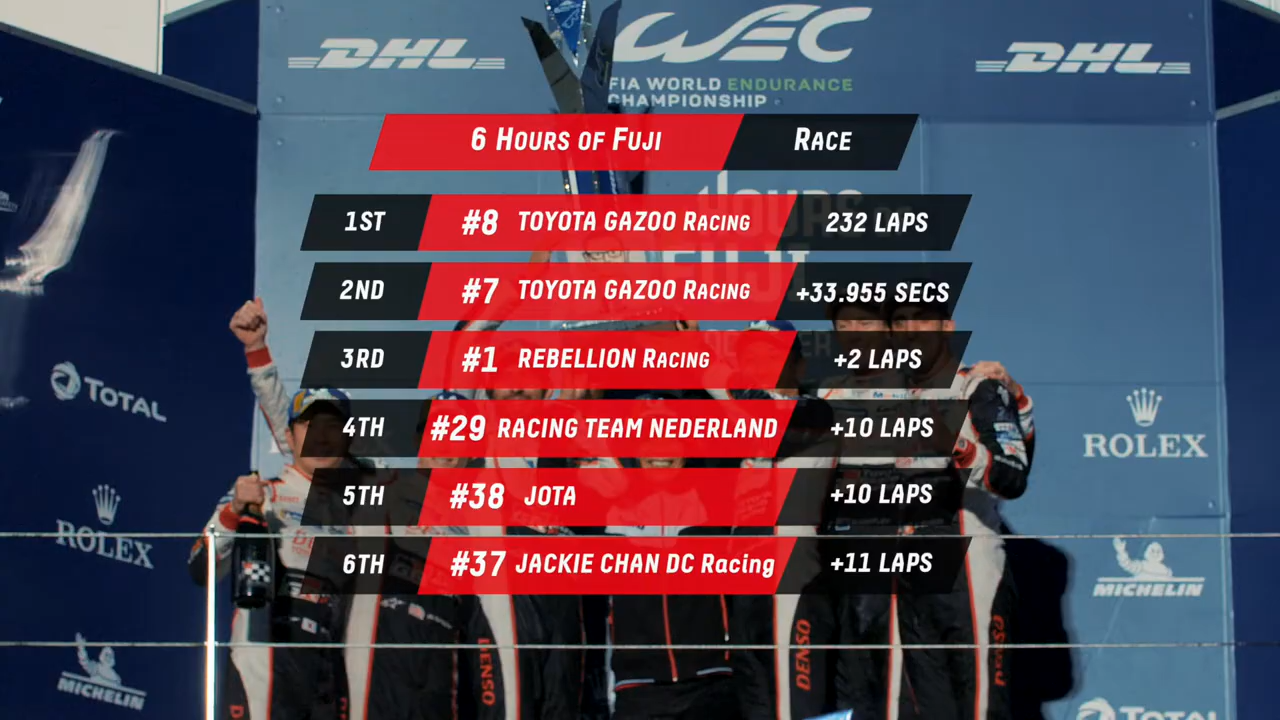 DHL
WEC
DHL
FIA WORLD ENDURANCE
CHAMPIONSHIP
6 HOURS OF FUJI RACE
1ST #8 TOYOTA GAZOO RACING 232 LAPS
2ND #7 TOYOTA GAZOO RACING +33.955 SECS
3RD #1 REBELLION RACING +2 LAPS
TOTAL
4TH #29 RACING TEAM NEDERLAND +10 LAPS
ROLEX
5TH #38 JOTA +10 LAPS
ROLEX
6TH #37 JACKIE CHAN DC Racing +11 LAPS
MICHELIN
DENSO
DENSO
DENSO
MICHELIN
TOTAL